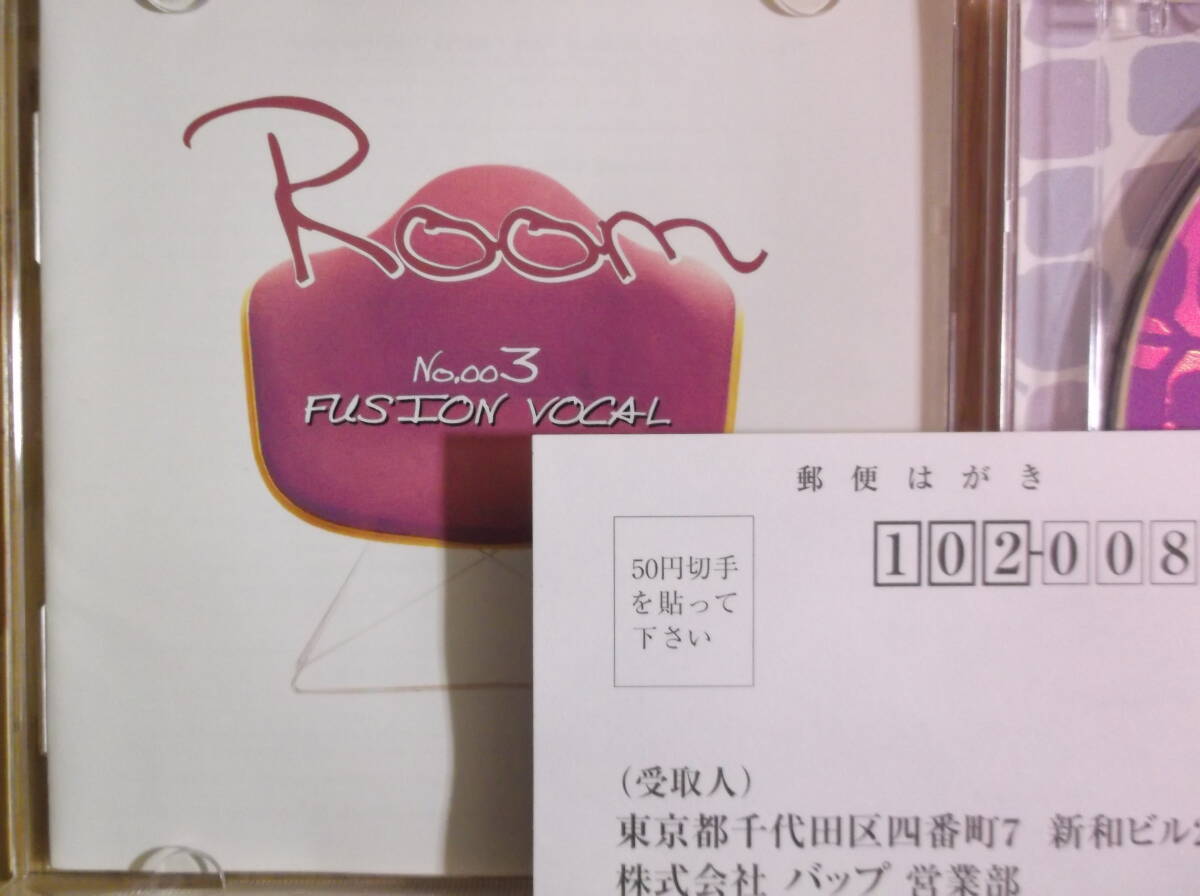 Room
No.003
FUSION VOCAL
郵便はがき
102-008
50円切手
を貼って
下さい
（受取人）
東京都千代田区四番町7 新和ビル2
株式会社 バップ 営業部